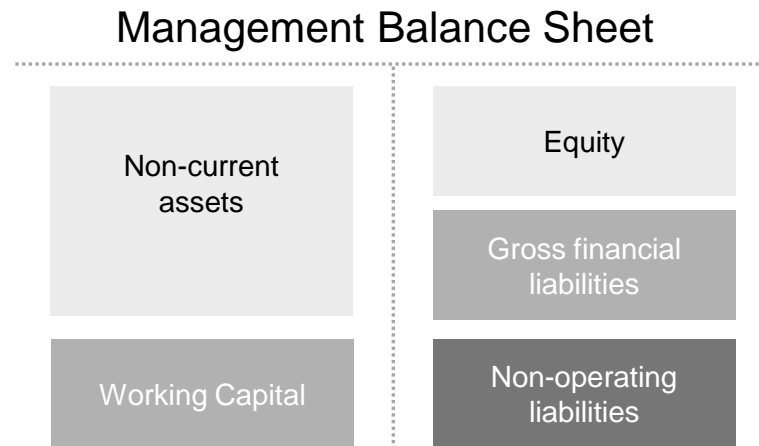 Management Balance Sheet
Non-current
assets
Working Capital
Equity
Gross financial
liabilities
Non-operating
liabilities